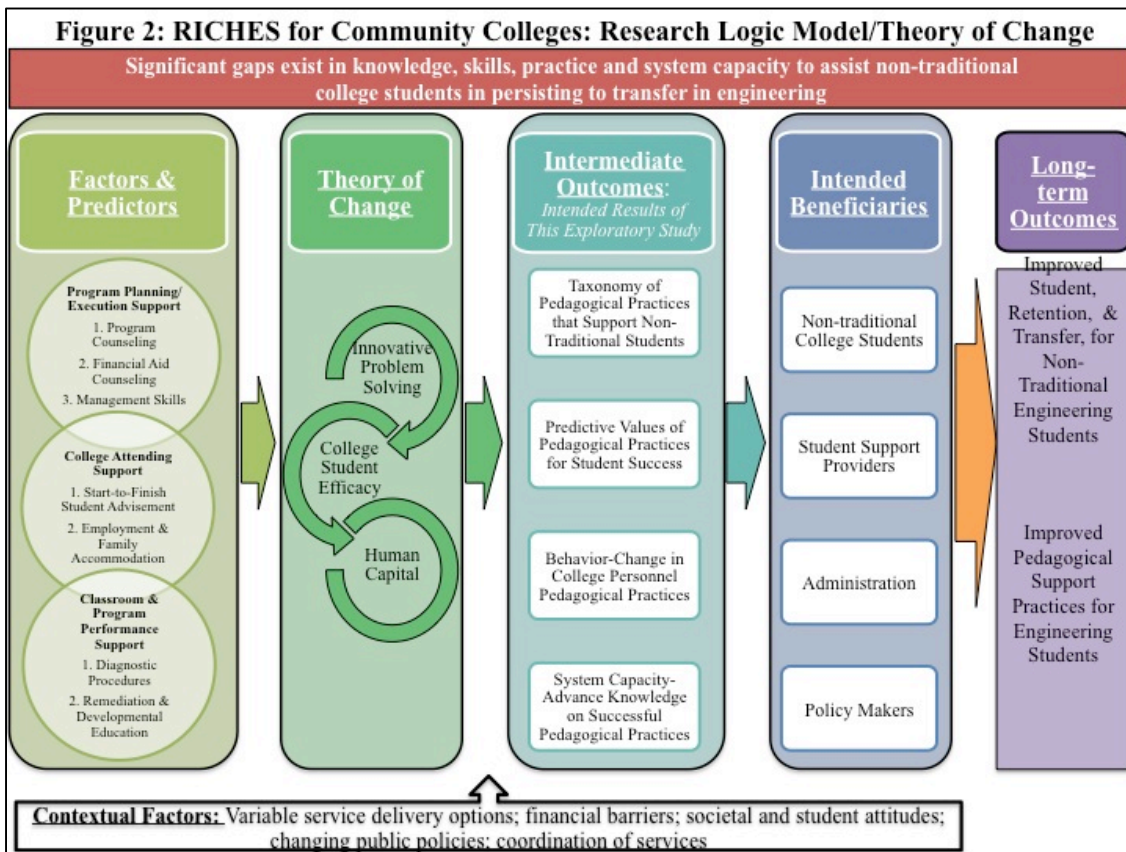 Figure 2: RICHES for Community Colleges: Research Logic Model/Theory of Change
Significant gaps exist in knowledge, skills, practice and system capacity to assist non-traditional
college students in persisting to transfer in engineering
Factors &
Predictors
Program Planning/
Execution Support
1. Program
Counseling
2. Financial Aid
Counseling
3. Management Skills
College Attending
Support
1. Start-to-Finish
Student Advisement
2. Employment &
Family
Accommodation
Classroom &
Program
Performance
Support
1. Diagnostic
Procedures
2. Remediation &
Developmental
Education
Theory of
Change
Innovative
Problem
Solving
College
Student
Efficacy
Human
Capital
Intermediate
Outcomes:
Intended Results of
This Exploratory Study
Taxonomy of
Pedagogical Practices
that Support Non-
Traditional Students
Predictive Values of
Pedagogical Practices
for Student Success
Behavior-Change in
College Personnel
Pedagogical Practices
System Capacity-
Advance Knowledge
on Successful
Pedagogical Practices
Intended
Beneficiaries
Non-traditional
College Students
Student Support
Providers
Administration
Policy Makers
Long-
term
Outcomes
Improved
Student,
Retention, &
Transfer, for
Non-
Traditional
Engineering
Students
Improved
Pedagogical
Support
Practices for
Engineering
Students
Contextual Factors: Variable service delivery options; financial barriers; societal and student attitudes;
changing public policies; coordination of services